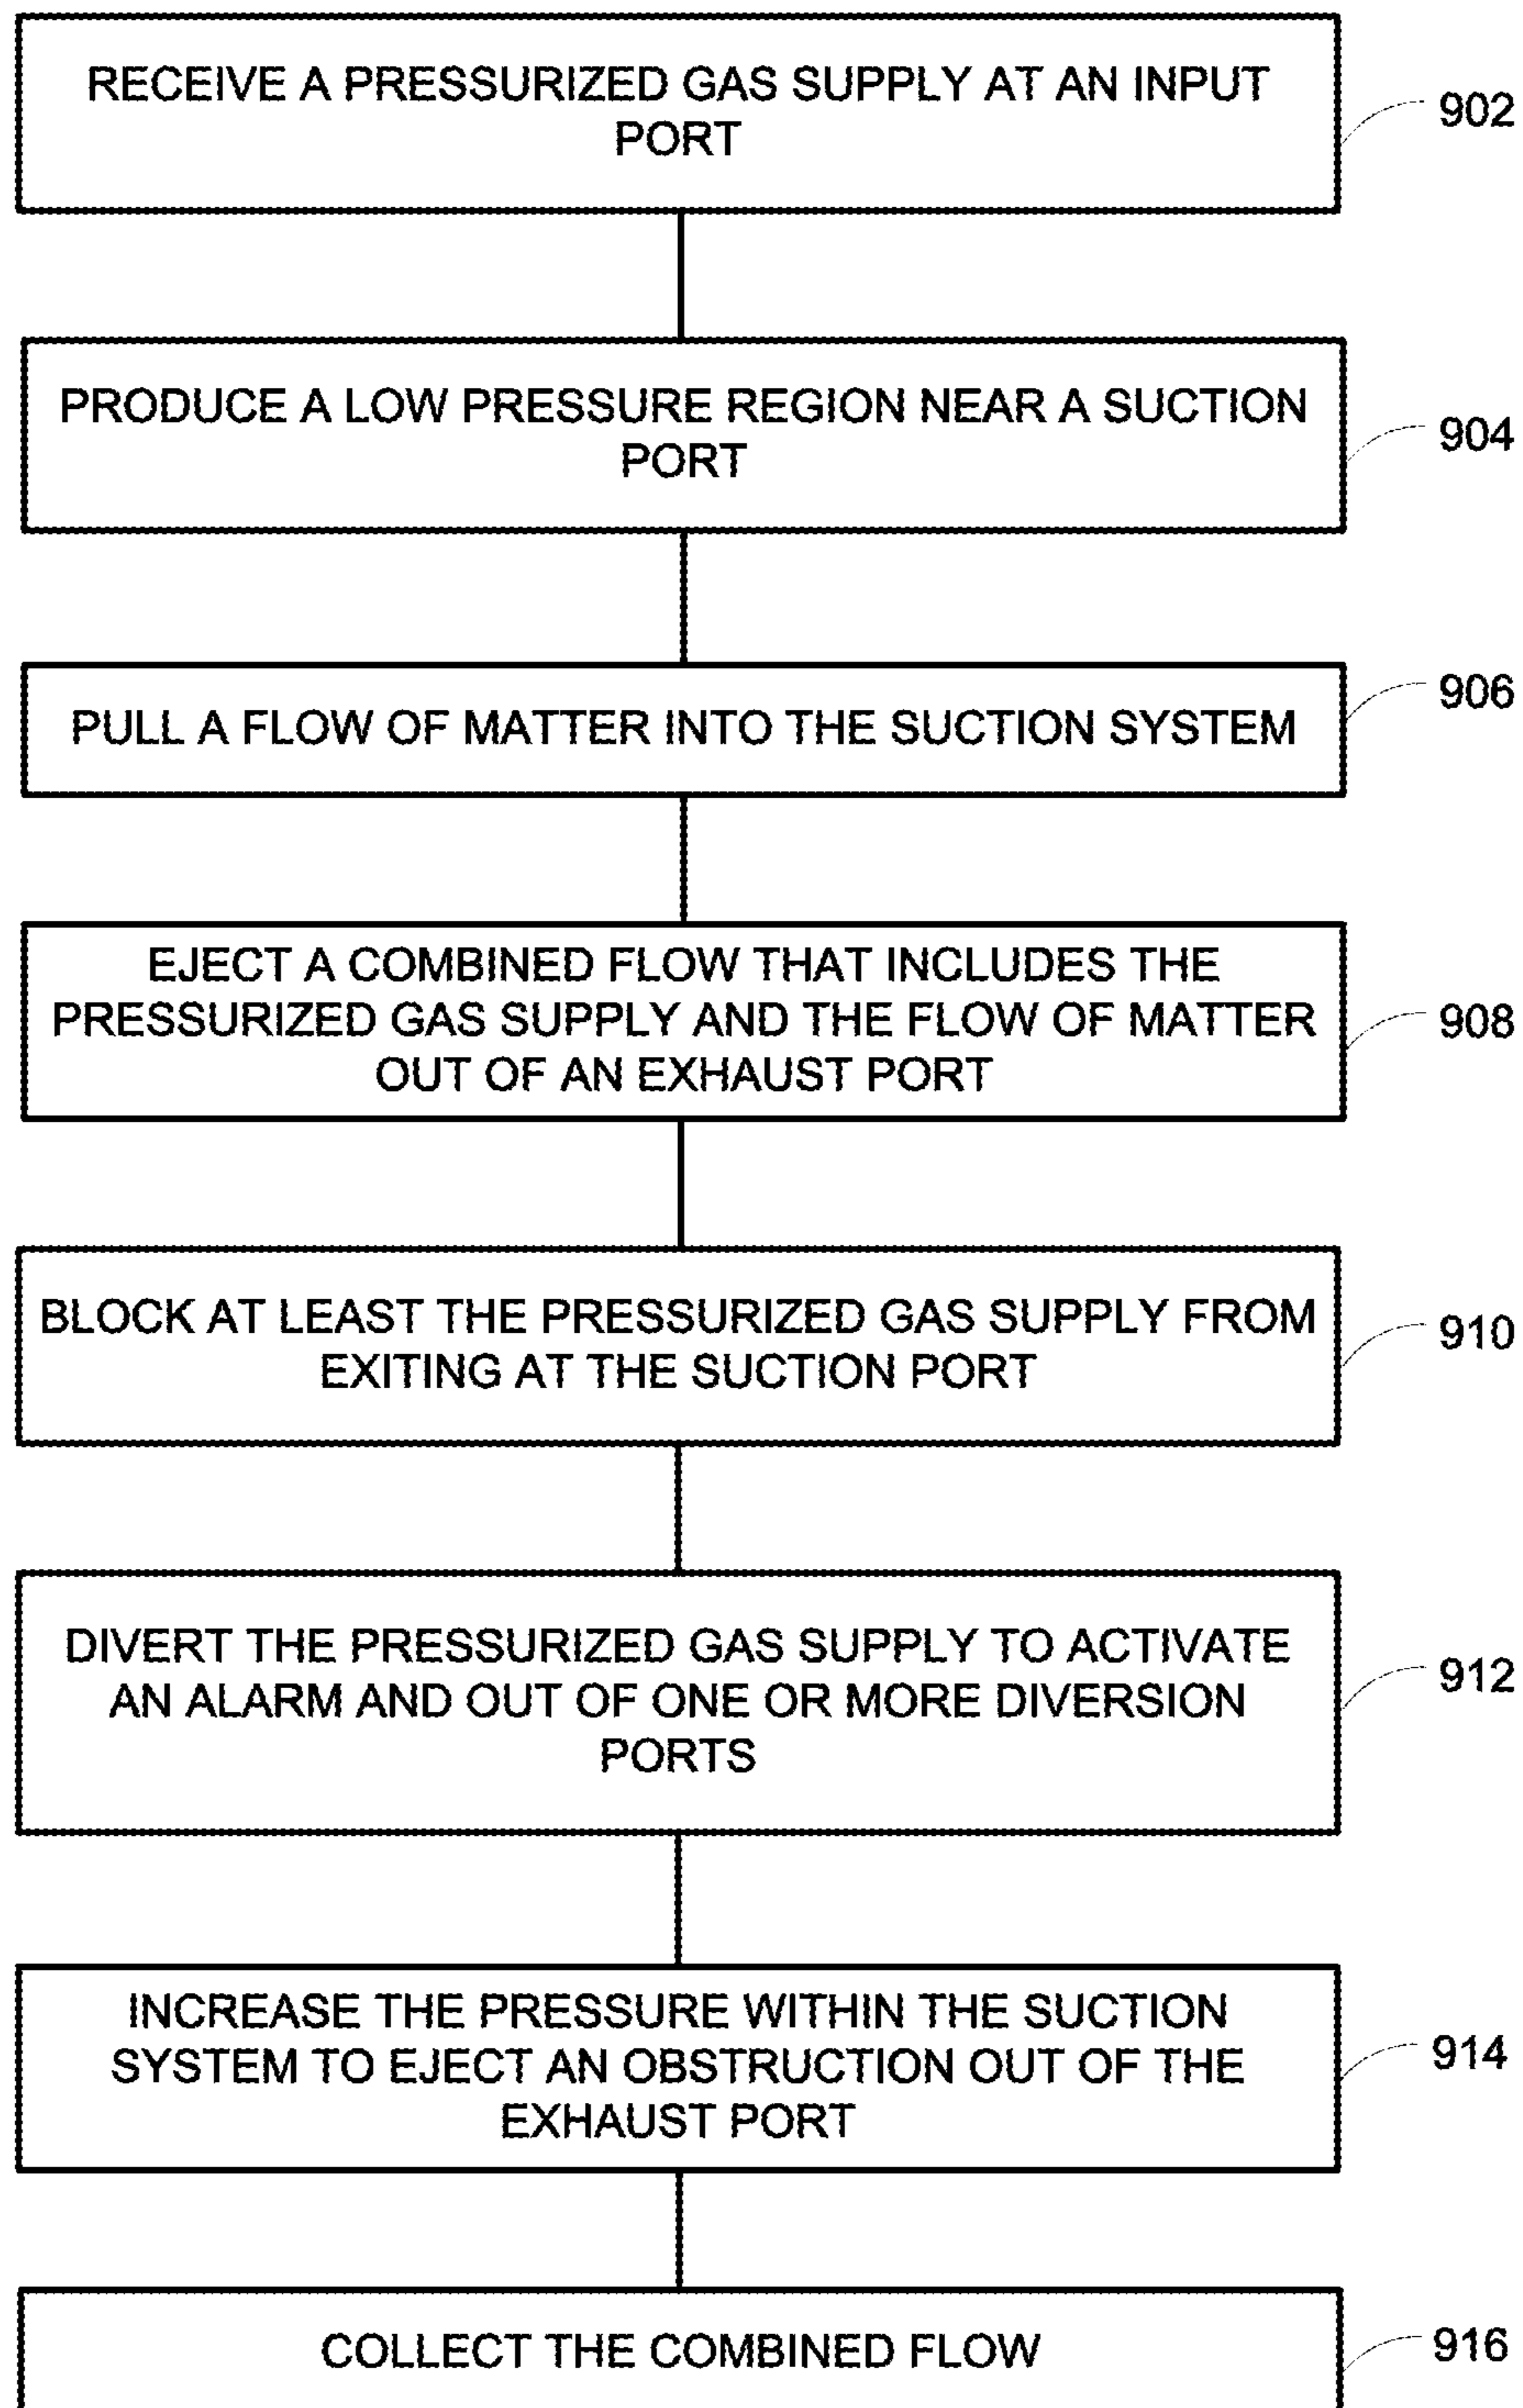 RECEIVE A PRESSURIZED GAS SUPPLY AT AN INPUT
PORT
902
PRODUCE A LOW PRESSURE REGION NEAR A SUCTION
PORT
904
PULL A FLOW OF MATTER INTO THE SUCTION SYSTEM
906
EJECT A COMBINED FLOW THAT INCLUDES THE
PRESSURIZED GAS SUPPLY AND THE FLOW OF MATTER
OUT OF AN EXHAUST PORT
908
BLOCK AT LEAST THE PRESSURIZED GAS SUPPLY FROM
EXITING AT THE SUCTION PORT
910
DIVERT THE PRESSURIZED GAS SUPPLY TO ACTIVATE
AN ALARM AND OUT OF ONE OR MORE DIVERSION
PORTS
912
INCREASE THE PRESSURE WITHIN THE SUCTION
SYSTEM TO EJECT AN OBSTRUCTION OUT OF THE
EXHAUST PORT
914
COLLECT THE COMBINED FLOW
916